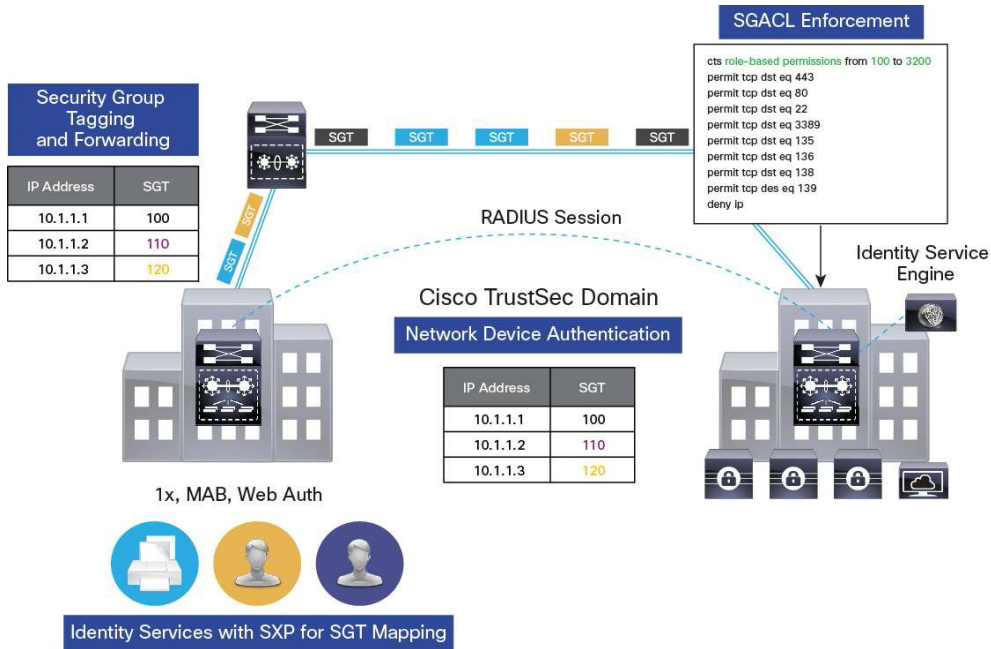 SGACL Enforcement
cts role-based permissions from 100 to 3200
permit tcp dst eq 443
permit tcp dst eq 80
permit tcp dst eq 22
permit tcp dst eq 3389
permit tcp dst eq 135
permit tcp dst eq 136
permit tcp dst eq 138
permit tcp des eq 139
deny ip
Security Group
Tagging
and Forwarding
IP Address SGT
10.1.1.1 100
10.1.1.2 110
10.1.1.3 120
SGT SGT SGT SGT SGT
SGT
SGT
RADIUS Session
Identity Service
Engine
Cisco TrustSec Domain
Network Device Authentication
IP Address SGT
10.1.1.1 100
10.1.1.2 110
10.1.1.3 120
1x, MAB, Web Auth
Identity Services with SXP for SGT Mapping